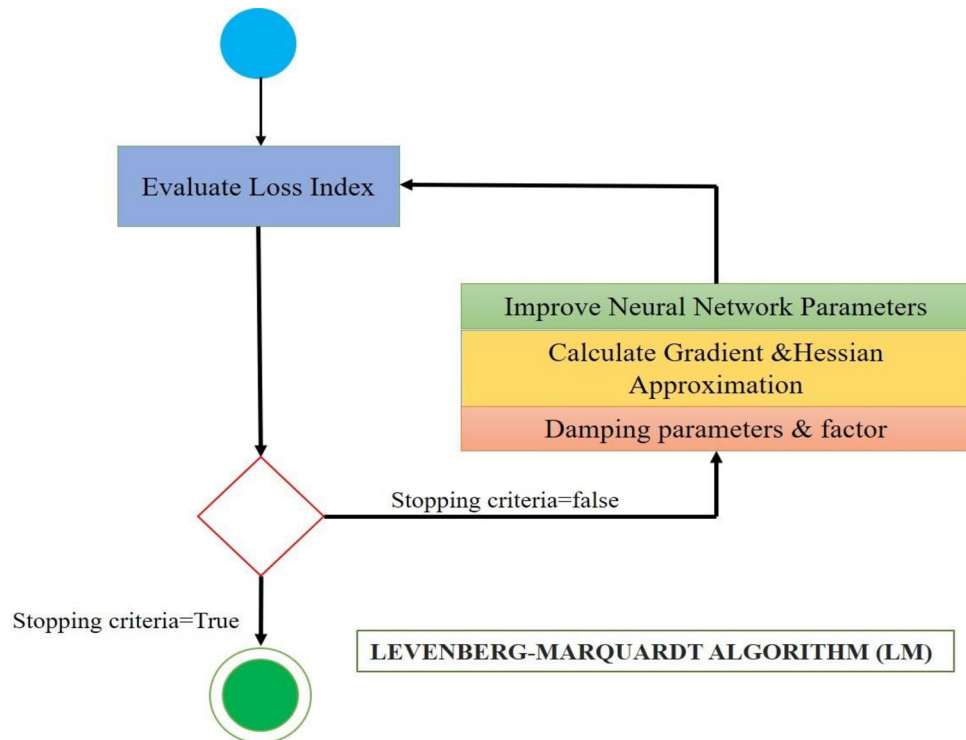 Evaluate Loss Index
Improve Neural Network Parameters
Calculate Gradient &Hessian
Approximation
Damping parameters & factor
Stopping criteria=false
Stopping criteria=True
LEVENBERG-MARQUARDT ALGORITHM (LM)